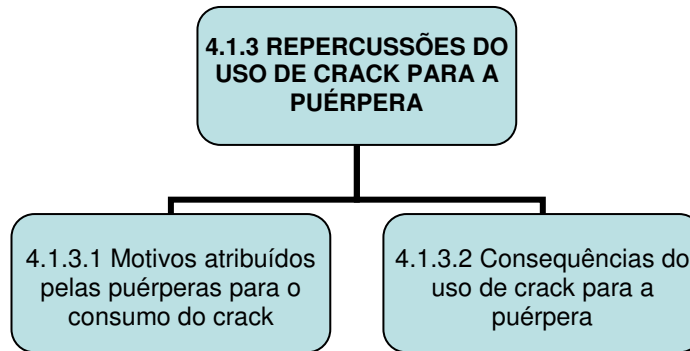 4.1.3 REPERCUSSÕES DO
USO DE CRACK PARA A
PUÉRPERA
4.1.3.1 Motivos atribuídos
pelas puérperas para o
consumo do crack
4.1.3.2 Consequências do
uso de crack para a
puérpera